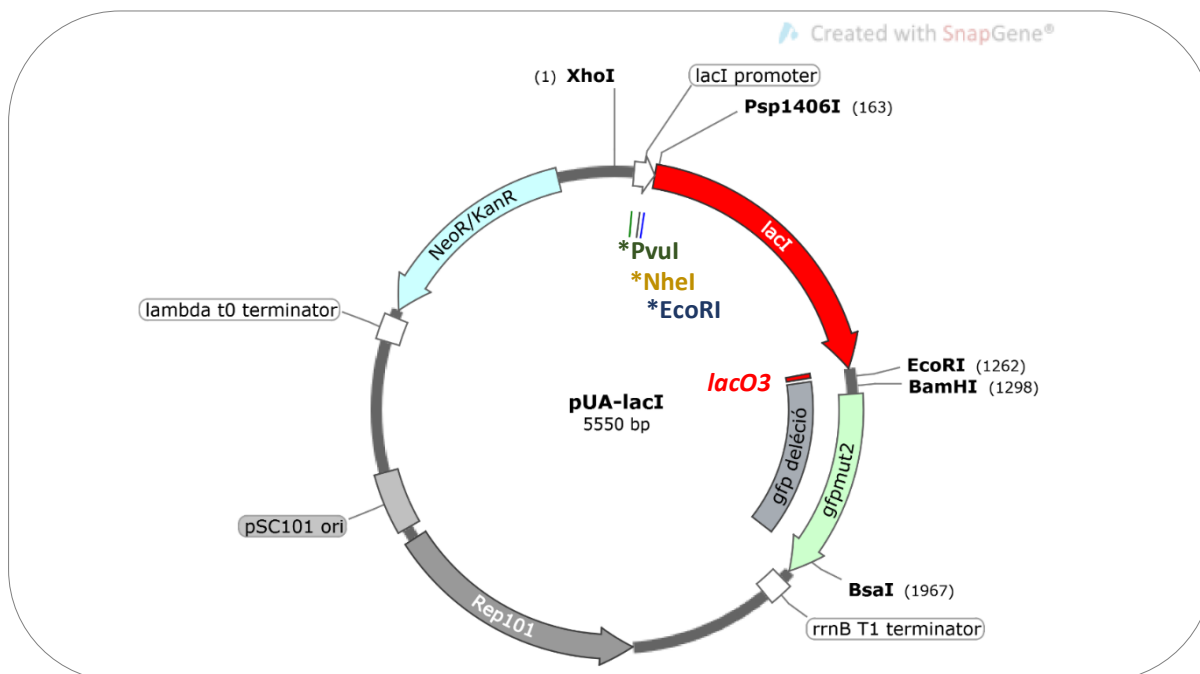 Created with SnapGene®
(1) XhoI
lacI promoter
Psp1406I (163)
NeoR/KanR
lacI
*PvuI
*NheI
*EcoRI
lambda t0 terminator
EcoRI (1262)
BamHI (1298)
lacO3
pUA-lacI
5550 bp
gfp deléció
gfpmut2
pSC101 ori
BsaI (1967)
Rep101
rrnB T1 terminator